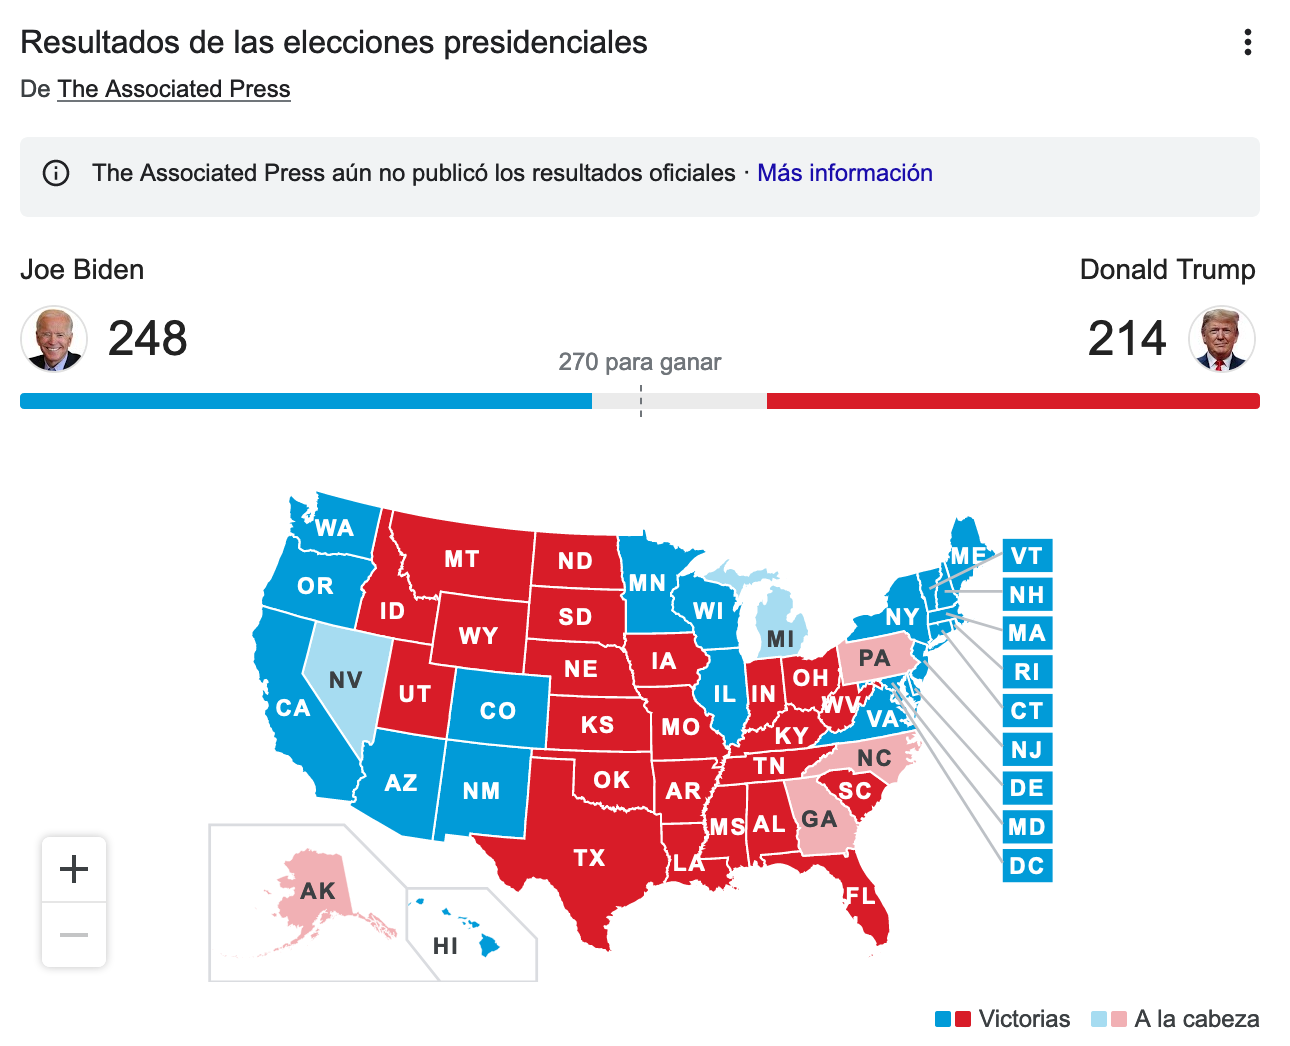 Resultados de las elecciones presidenciales
De The Associated Press
The Associated Press aún no publicó los resultados oficiales · Más información
Joe Biden
Donald Trump
248
214
270 para ganar
WA
MT
ND
MN
ME
VT
OR
ID
SD
WI
NY
NH
WY
MI
MA
NV
UT
NE
IA
PA
RI
CA
CO
KS
MO
IL
IN
OH
WV
VA
CT
KY
NJ
AZ
NM
OK
AR
TN
NC
DE
SC
TX
LA
MS
AL
GA
MD
DC
FL
AK
HI
+
−
Victorias
A la cabeza